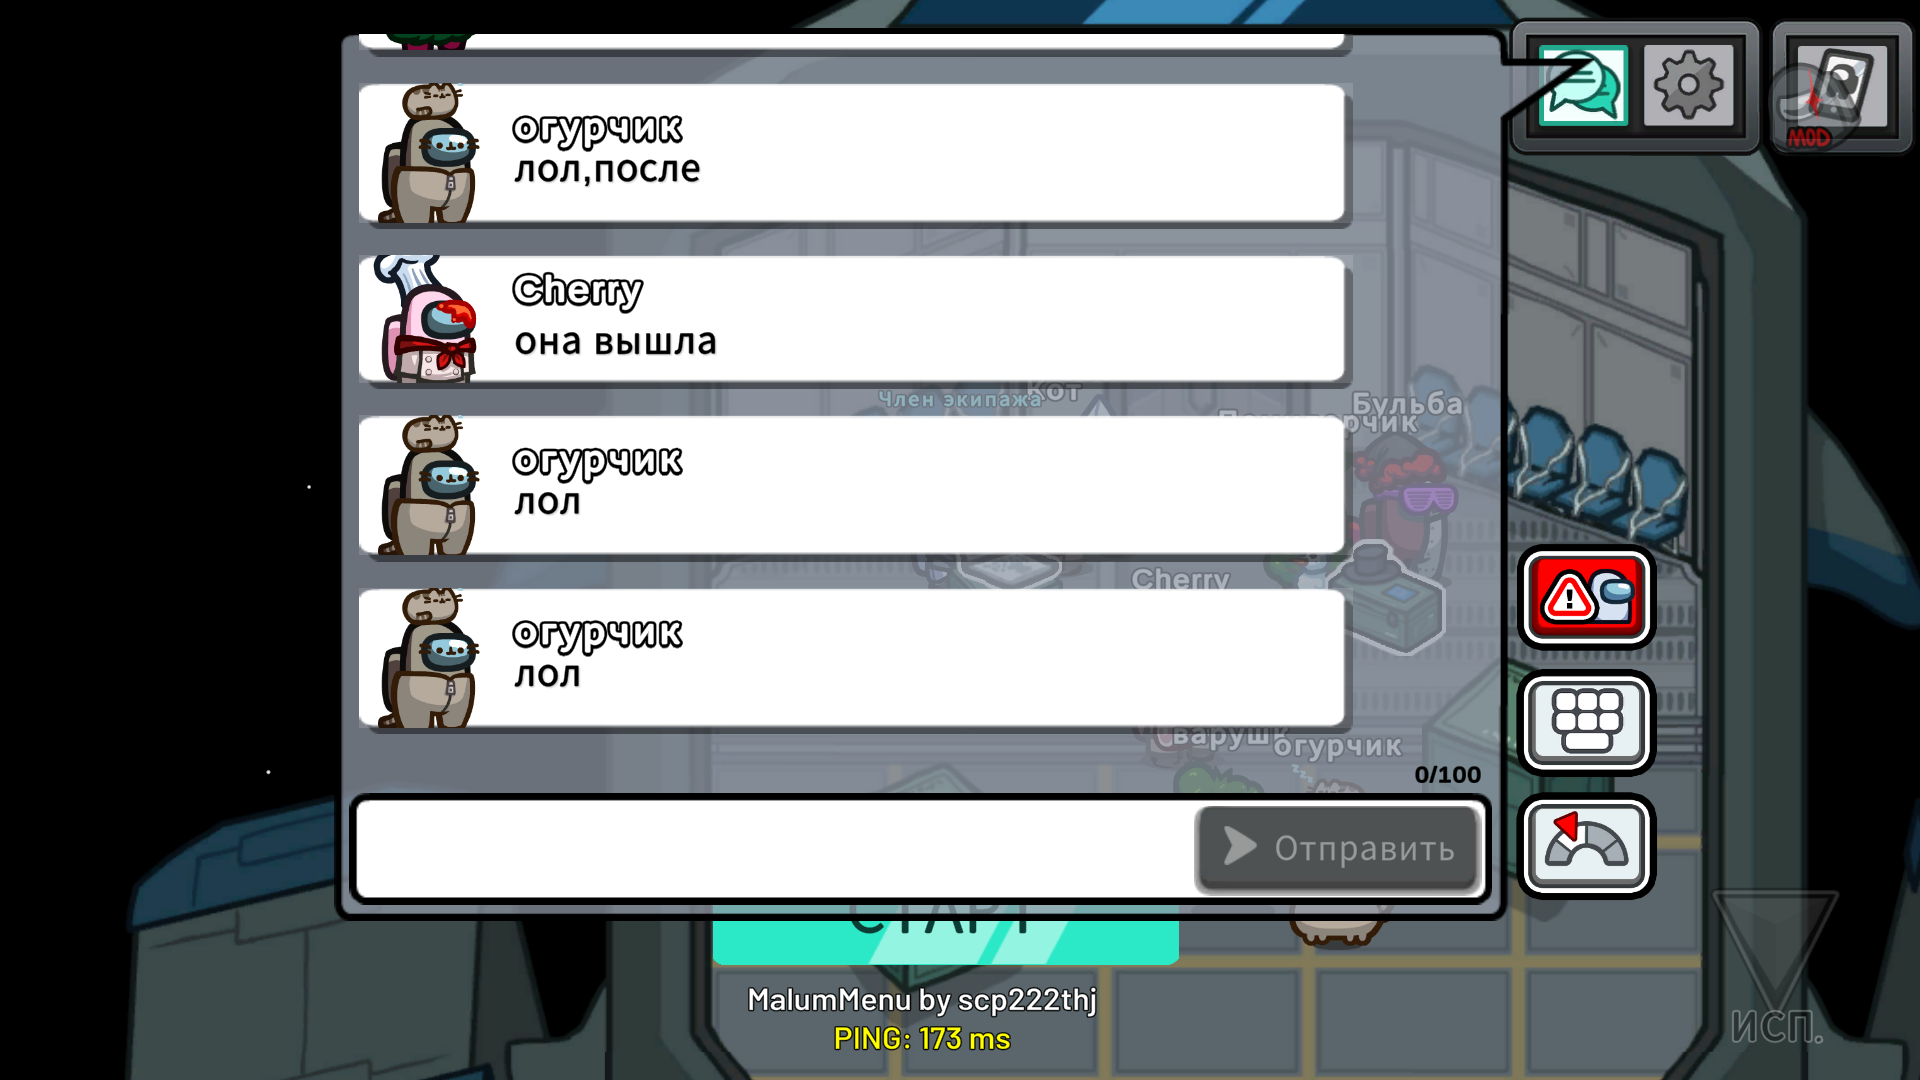 огурчик
лол,после
Cherry
она вышла
Член экипажа
Кот
Бульба
огурчик
лол
Cherry
огурчик
лол
огурчик
0/100
Отправить
СТАРТ
MalumMenu by scp222thj
PING: 173 ms
MOD
ИСП.